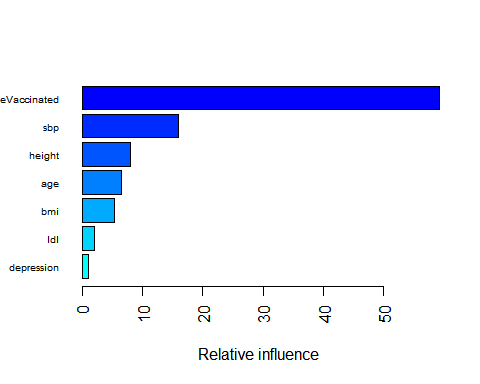 eVaccinated
sbp
height
age
bmi
ldl
depression
0
10
20
30
40
50
Relative influence